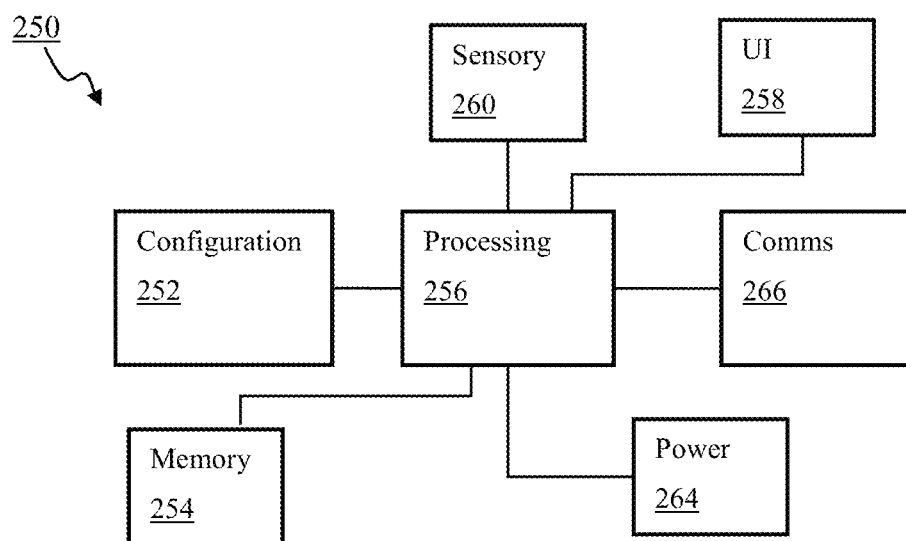 250
Sensory
260
UI
258
Configuration
252
Processing
256
Comms
266
Memory
254
Power
264